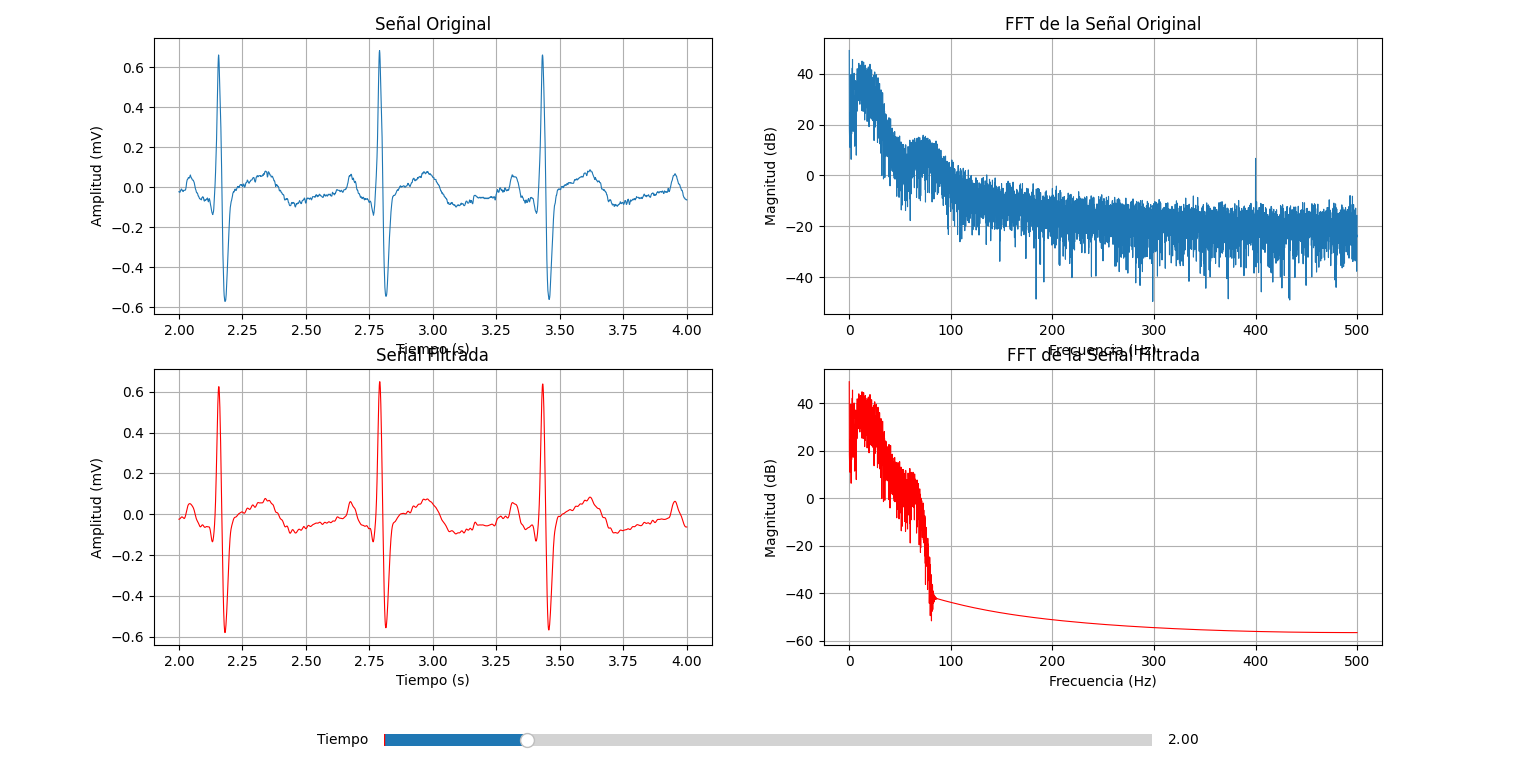 Señal Original
Amplitud (mV)
0.6
0.4
0.2
0.0
−0.2
−0.4
−0.6
2.00 2.25 2.50 2.75 3.00 3.25 3.50 3.75 4.00
Tiempo (s)
FFT de la Señal Original
Magnitud (dB)
40
20
0
−20
−40
0 100 200 300 400 500
Frecuencia (Hz)
Señal Filtrada
Amplitud (mV)
0.6
0.4
0.2
0.0
−0.2
−0.4
−0.6
2.00 2.25 2.50 2.75 3.00 3.25 3.50 3.75 4.00
Tiempo (s)
FFT de la Señal Filtrada
Magnitud (dB)
40
20
0
−20
−40
−60
0 100 200 300 400 500
Frecuencia (Hz)
Tiempo 2.00